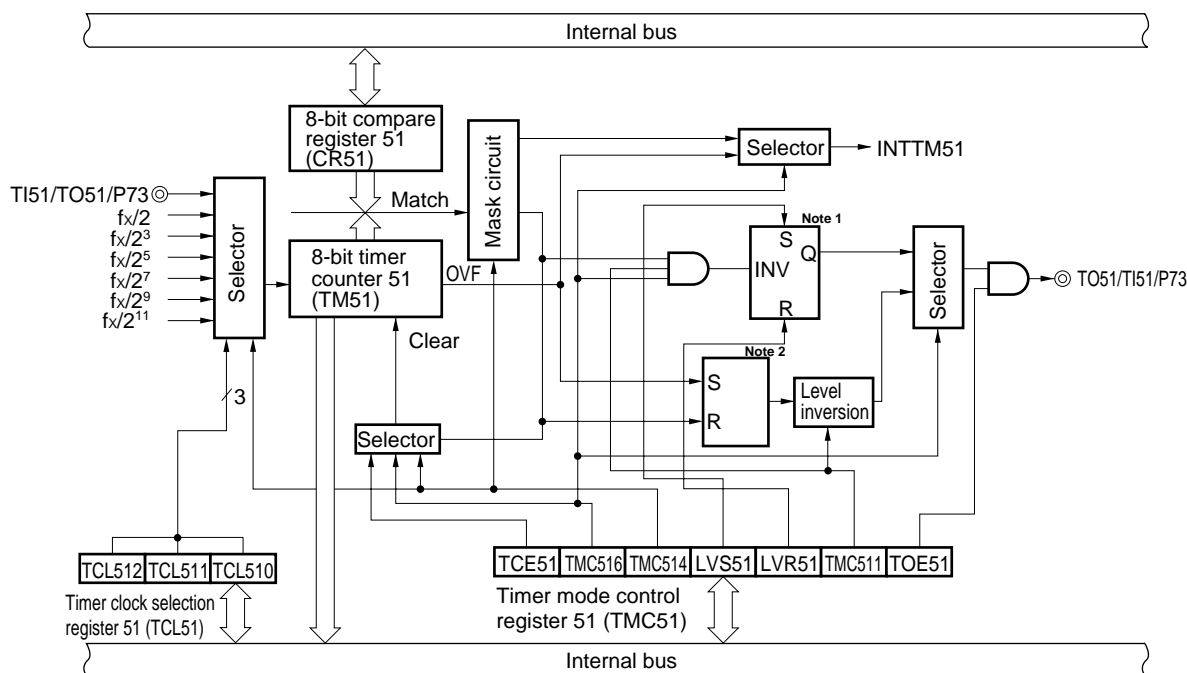 Internal bus
8-bit compare
register 51
(CR51)
Mask circuit
Selector
INTTM51
TI51/TO51/P73
Match
fX/2
fX/2³
fX/2⁵
fX/2⁷
fX/2⁹
fX/2¹¹
Selector
8-bit timer
counter 51
(TM51)
OVF
Note 1
S
Q
INV
R
Selector
TO51/TI51/P73
Clear
Note 2
S
R
Level
inversion
3
Selector
TCL512 TCL511 TCL510
Timer clock selection
register 51 (TCL51)
TCE51 TMC516 TMC514 LVS51 LVR51 TMC511 TOE51
Timer mode control
register 51 (TMC51)
Internal bus